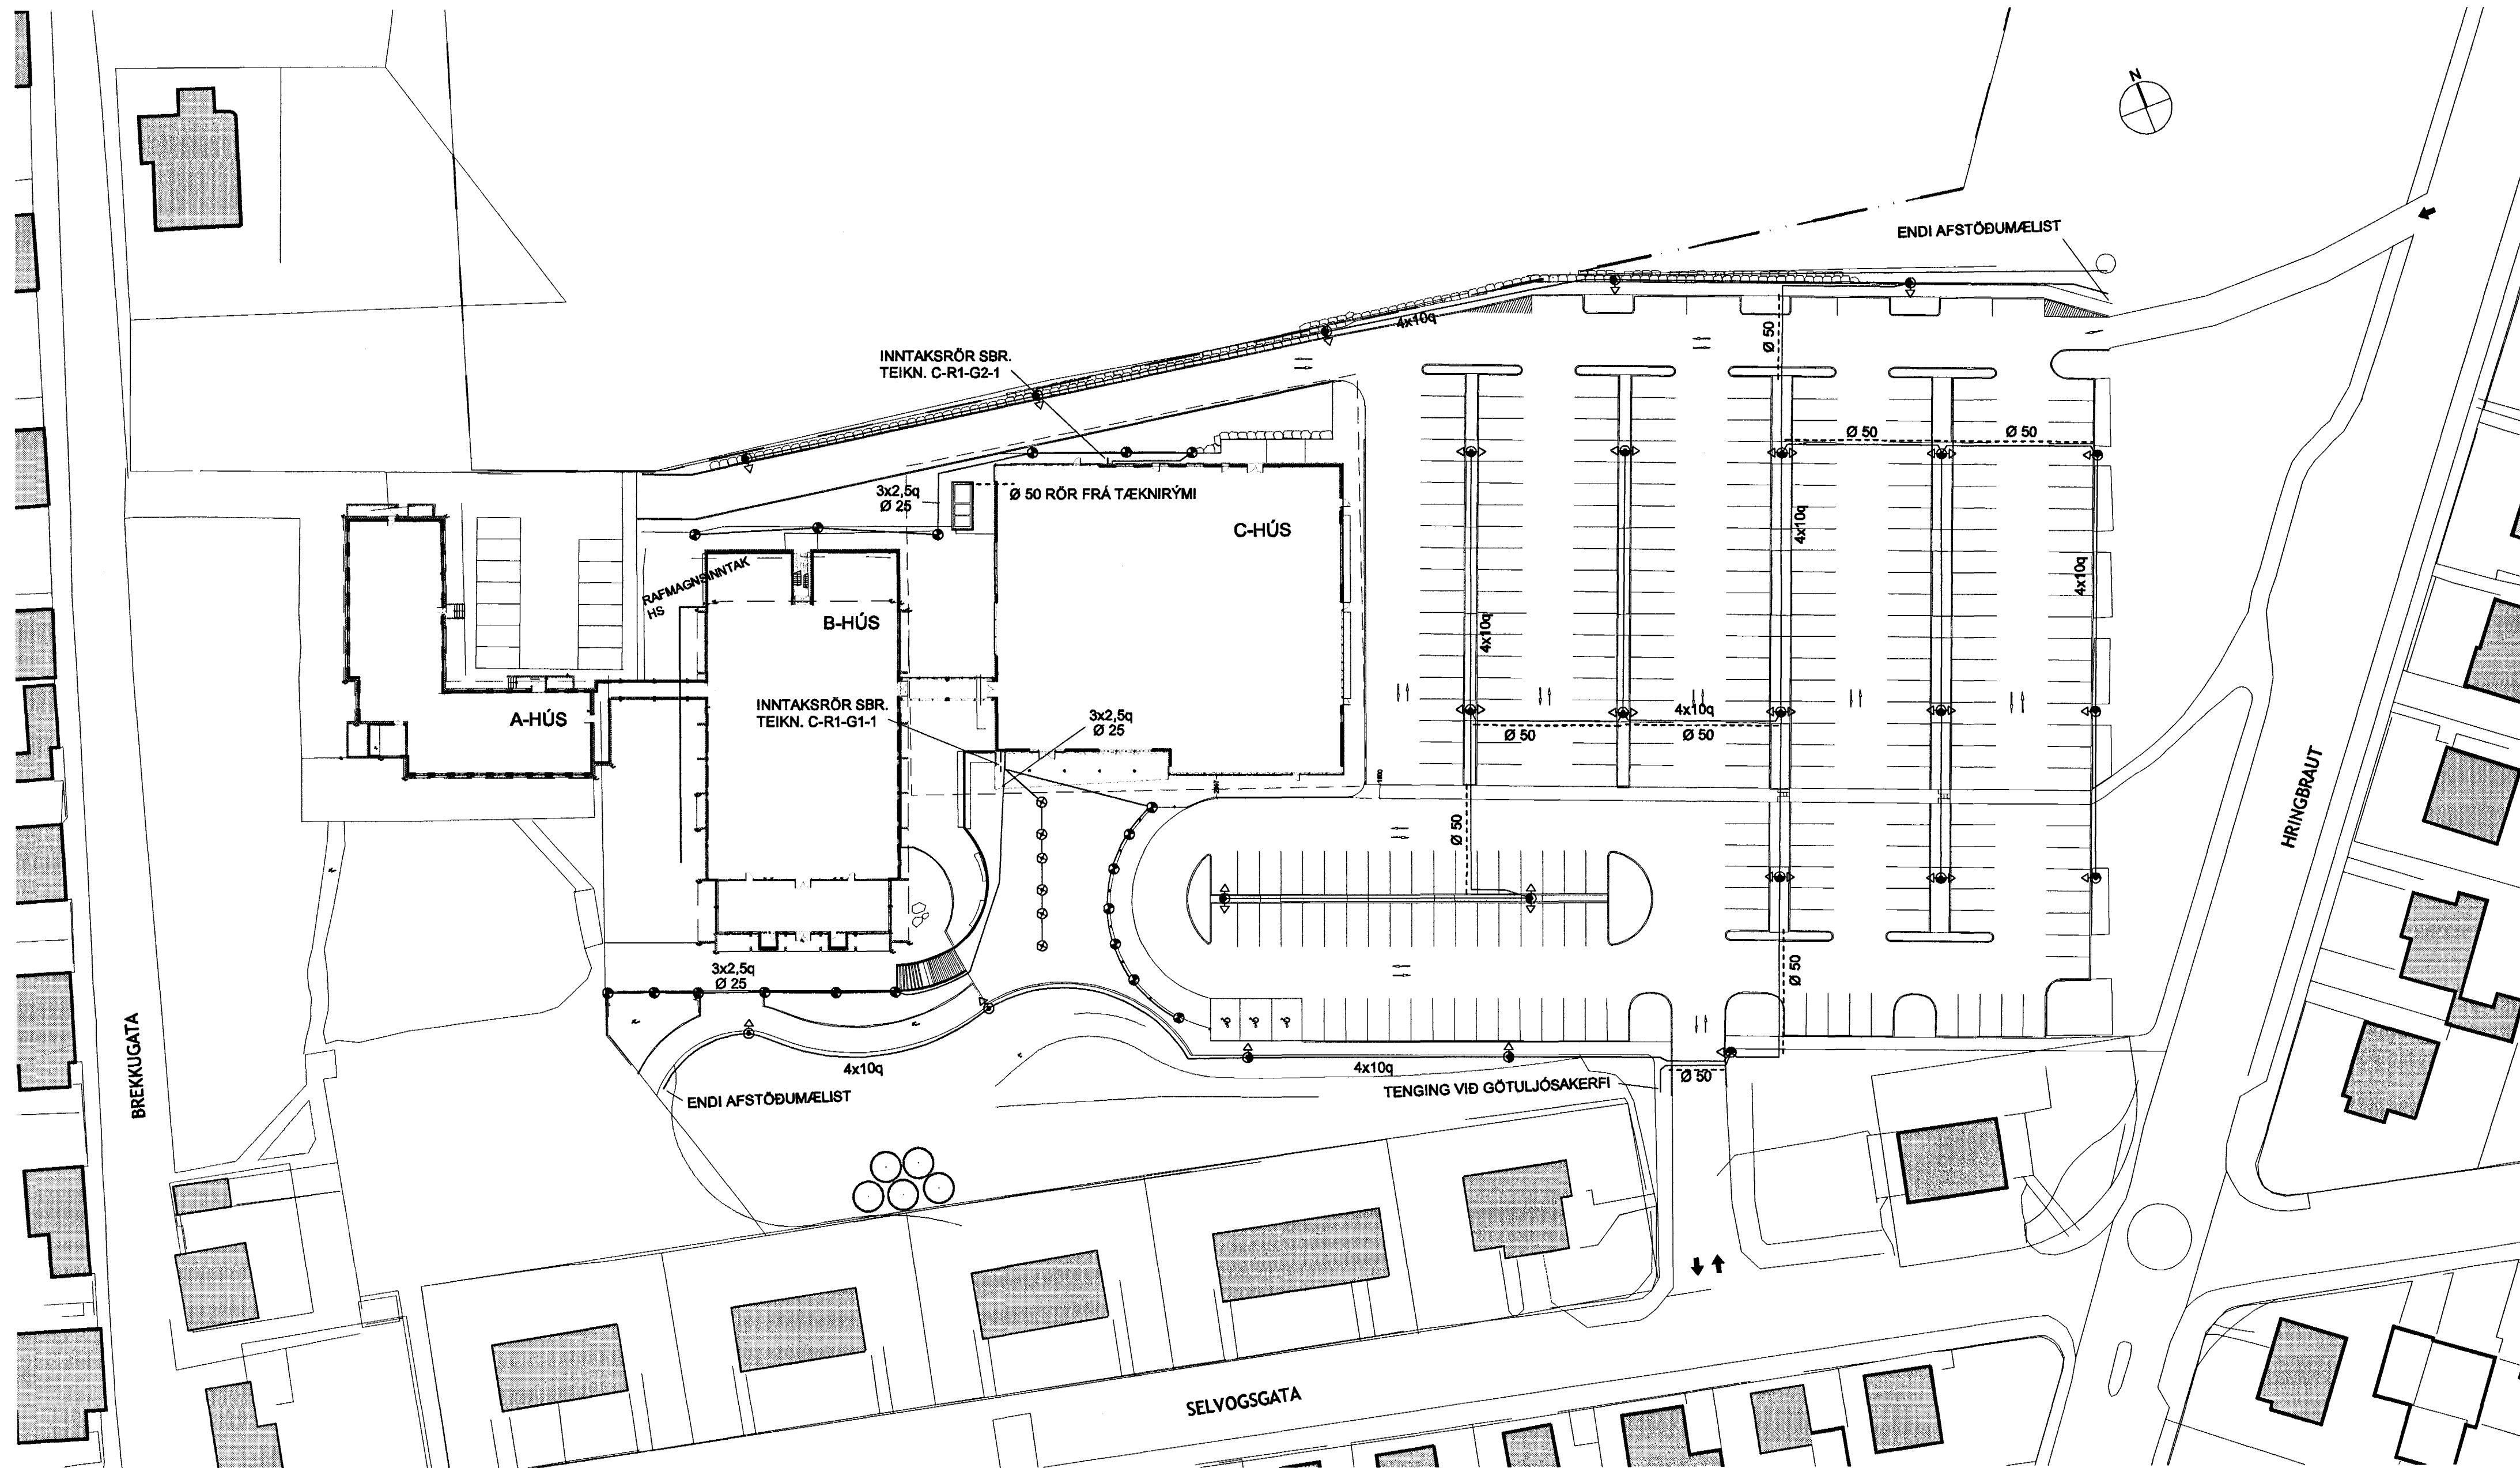 N
ENDI AFSTÖÐUMÆLIST
4x10q
Ø 50
INNTAKSRÖR SBR.
TEIKN. C-R1-G2-1
Ø 50
Ø 50
3x2,5q
Ø 25
Ø 50 RÖR FRÁ TÆKNIRÝMI
C-HÚS
4x10q
RAFMAGNSINNTAK
HS
B-HÚS
4x10q
4x10q
INNTAKSRÖR SBR.
TEIKN. C-R1-G1-1
A-HÚS
3x2,5q
Ø 25
4x10q
Ø 50
Ø 50
HRINGBRAUT
Ø 50
3x2,5q
Ø 25
Ø 50
BREKKUGATA
4x10q
4x10q
Ø 50
ENDI AFSTÖÐUMÆLIST
TENGING VIÐ GÖTULJÓSAKERFI
SELVOGSGATA